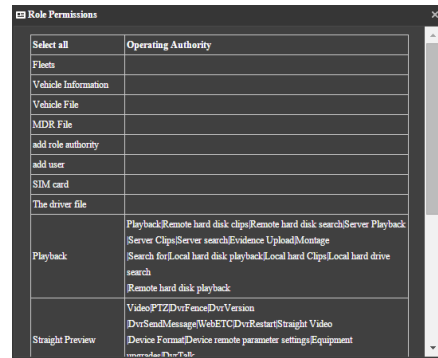 Role Permissions
Select all Operating Authority
Fleets
Vehicle Information
Vehicle File
MDR File
add role authority
add user
SIM card
The driver file
Playback|Remote hard disk clips|Remote hard disk search|Server Playback
|Server Clips|Server search|Evidence Upload|Montage
Playback
|Search for|Local hard disk playback|Local hard Clips|Local hard drive
search
|Remote hard disk playback
Video|PTZ|DvrFence|DvrVersion
|DvrSendMessage|WebETC|DvrRestart|Straight Video
Straight Preview
|Device Format|Device remote parameter settings|Equipment
upgrades|DvrTalk